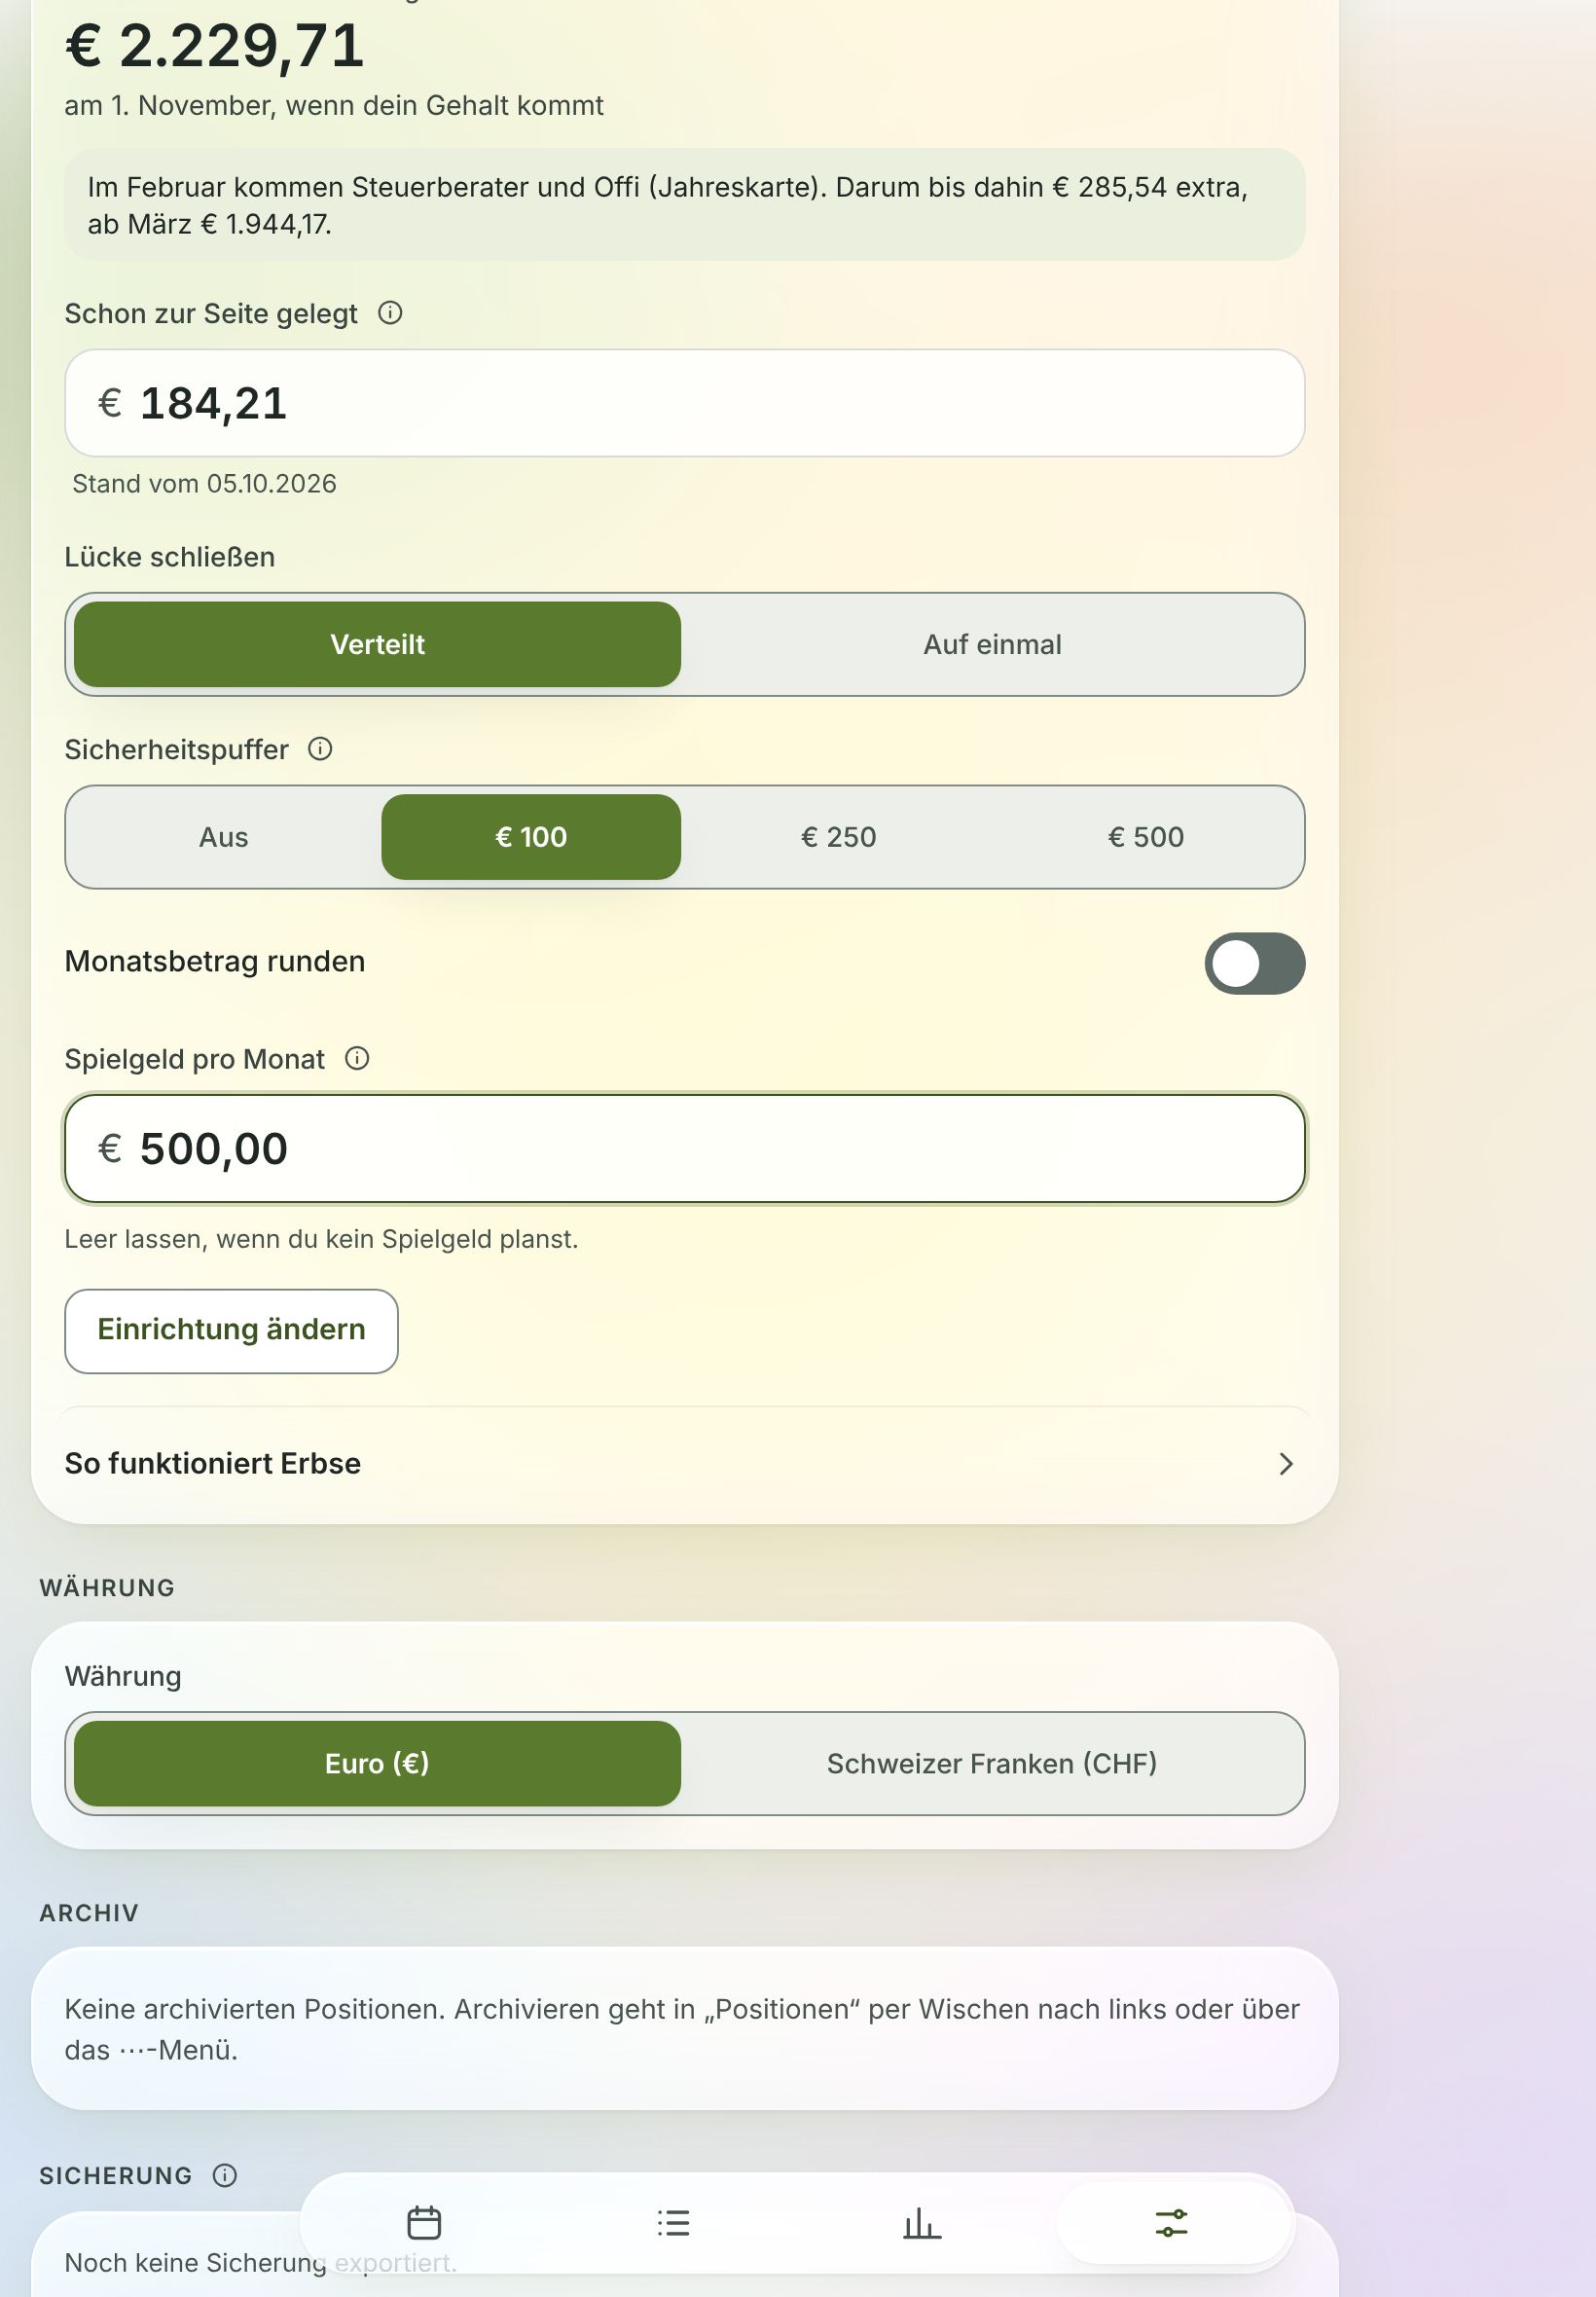 € 2.229,71
am 1. November, wenn dein Gehalt kommt
Im Februar kommen Steuerberater und Offi (Jahreskarte). Darum bis dahin € 285,54 extra,
ab März € 1.944,17.
Schon zur Seite gelegt
€ 184,21
Stand vom 05.10.2026
Lücke schließen
Verteilt
Auf einmal
Sicherheitspuffer
Aus
€ 100
€ 250
€ 500
Monatsbetrag runden
Spielgeld pro Monat
€ 500,00
Leer lassen, wenn du kein Spielgeld planst.
Einrichtung ändern
So funktioniert Erbse
WÄHRUNG
Währung
Euro (€)
Schweizer Franken (CHF)
ARCHIV
Keine archivierten Positionen. Archivieren geht in „Positionen“ per Wischen nach links oder über
das ⋯-Menü.
SICHERUNG
Noch keine Sicherung exportiert.